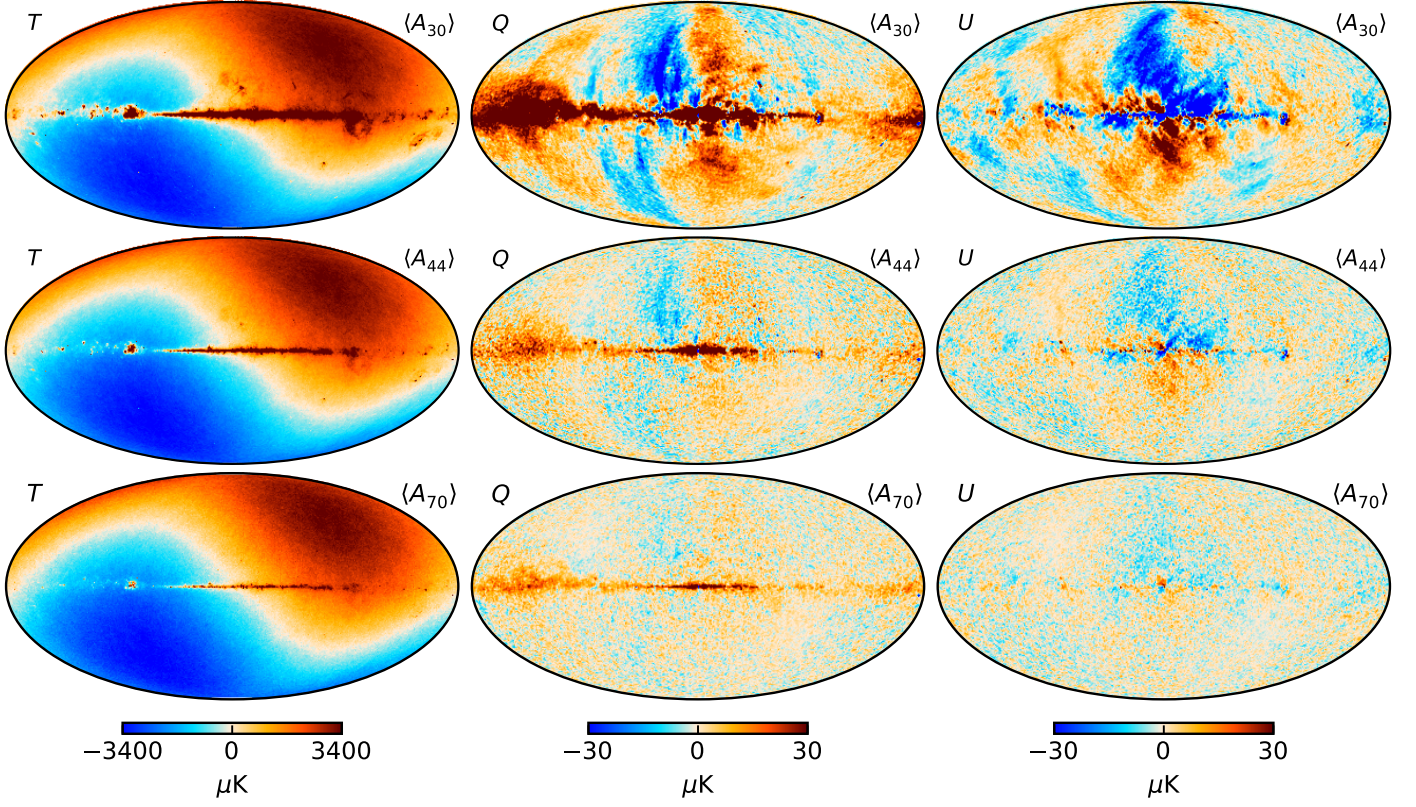 T ⟨A30⟩ Q ⟨A30⟩ U ⟨A30⟩
T ⟨A44⟩ Q ⟨A44⟩ U ⟨A44⟩
T ⟨A70⟩ Q ⟨A70⟩ U ⟨A70⟩
−3400 0 3400 −30 0 30 −30 0 30
μK μK μK